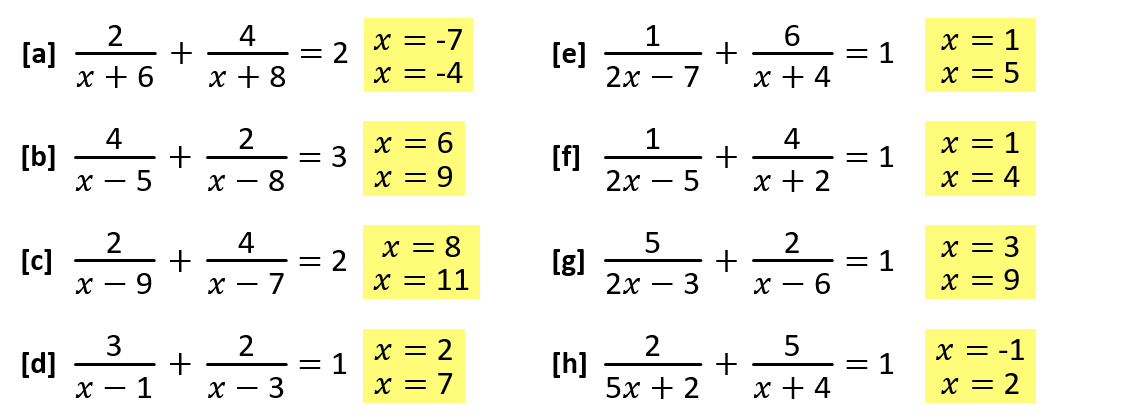 [a] 2/(x + 6) + 4/(x + 8) = 2 x = -7 x = -4
[b] 4/(x − 5) + 2/(x − 8) = 3 x = 6 x = 9
[c] 2/(x − 9) + 4/(x − 7) = 2 x = 8 x = 11
[d] 3/(x − 1) + 2/(x − 3) = 1 x = 2 x = 7
[e] 1/(2x − 7) + 6/(x + 4) = 1 x = 1 x = 5
[f] 1/(2x − 5) + 4/(x + 2) = 1 x = 1 x = 4
[g] 5/(2x − 3) + 2/(x − 6) = 1 x = 3 x = 9
[h] 2/(5x + 2) + 5/(x + 4) = 1 x = -1 x = 2